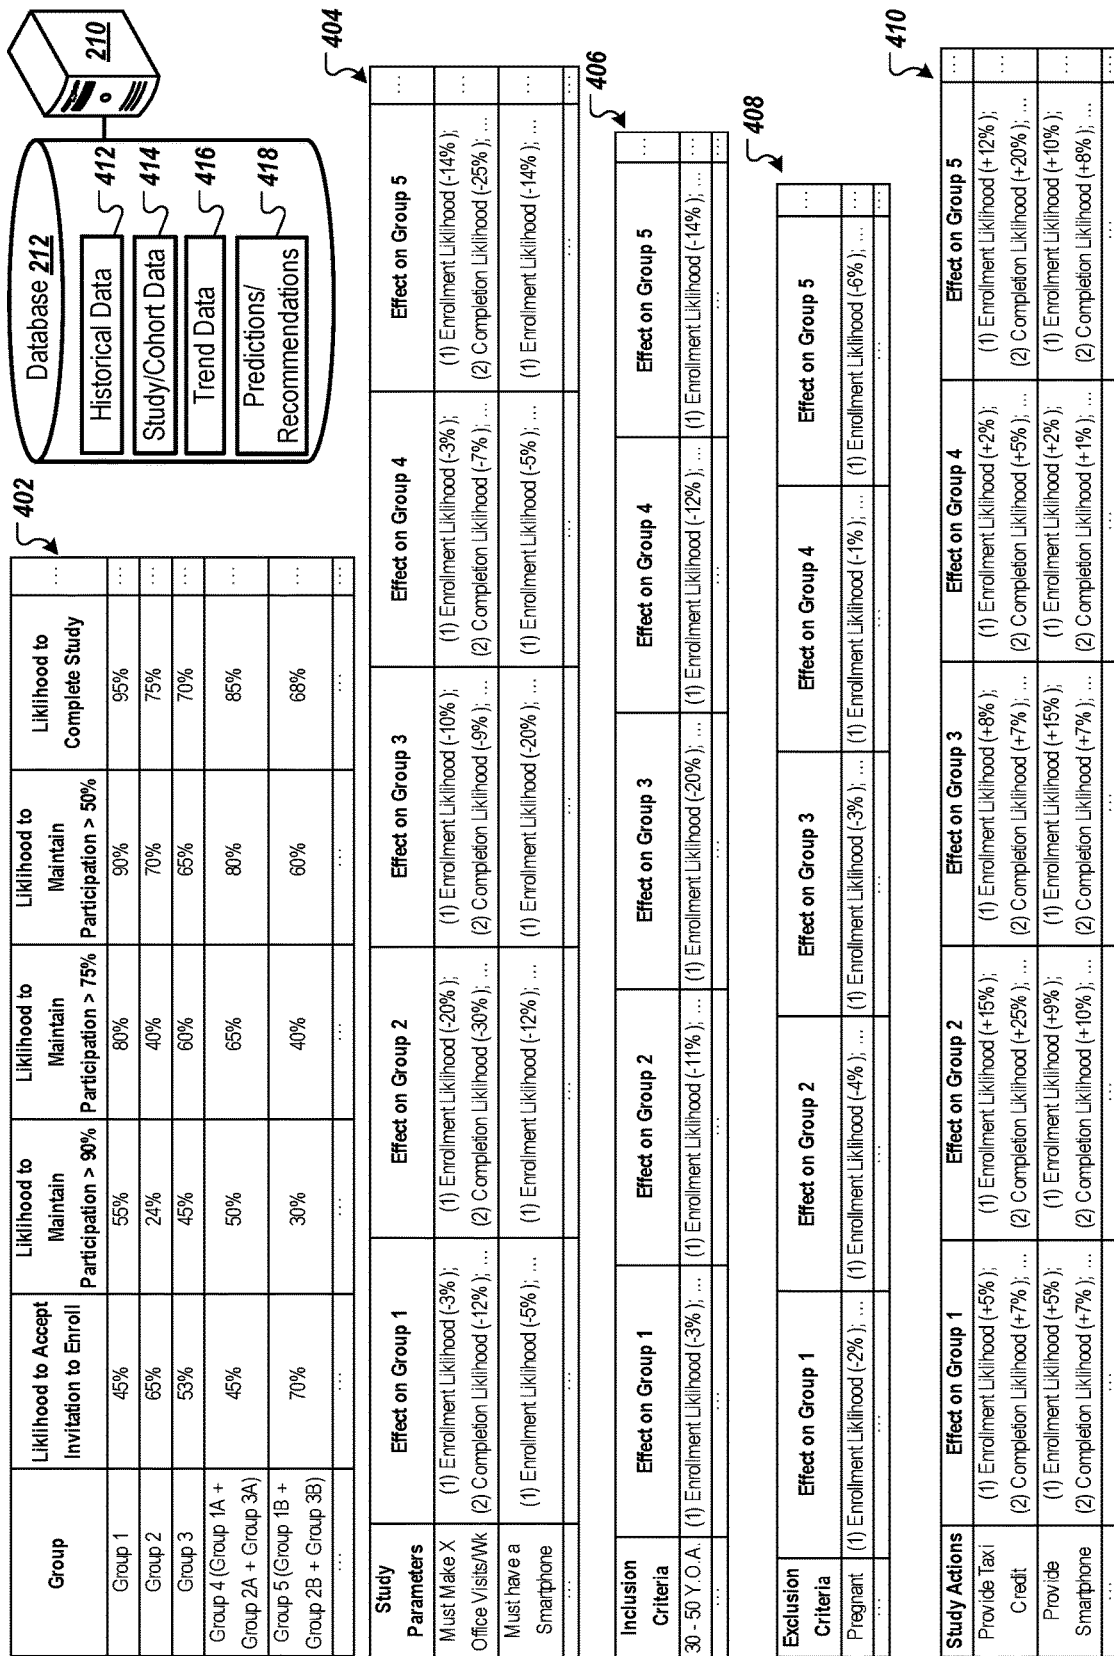 402
Group | Liklihood to Accept Invitation to Enroll | Liklihood to Maintain Participation > 90% | Liklihood to Maintain Participation > 75% | Liklihood to Maintain Participation > 50% | Liklihood to Complete Study | ...
Group 1 | 45% | 55% | 80% | 90% | 95% | ...
Group 2 | 65% | 24% | 40% | 70% | 75% | ...
Group 3 | 53% | 45% | 60% | 65% | 70% | ...
Group 4 (Group 1A + Group 2A + Group 3A) | 45% | 50% | 65% | 80% | 85% | ...
Group 5 (Group 1B + Group 2B + Group 3B) | 70% | 30% | 40% | 60% | 68% | ...
... | ... | ... | ... | ... | ... | ...
Database 212
Historical Data
412
Study/Cohort Data
414
Trend Data
416
Predictions/
Recommendations
418
210
404
Study Parameters | Effect on Group 1 | Effect on Group 2 | Effect on Group 3 | Effect on Group 4 | Effect on Group 5 | ...
Must Make X Office Visits/Wk | (1) Enrollment Liklihood (-3%); (2) Completion Liklihood (-12%); ... | (1) Enrollment Liklihood (-20%); (2) Completion Liklihood (-30%); ... | (1) Enrollment Liklihood (-10%); (2) Completion Liklihood (-9%); ... | (1) Enrollment Liklihood (-3%); (2) Completion Liklihood (-7%); ... | (1) Enrollment Liklihood (-14%); (2) Completion Liklihood (-25%); ... | ...
Must have a Smartphone | (1) Enrollment Liklihood (-5%); ... | (1) Enrollment Liklihood (-12%); ... | (1) Enrollment Liklihood (-20%); ... | (1) Enrollment Liklihood (-5%); ... | (1) Enrollment Liklihood (-14%); ... | ...
... | ... | ... | ... | ... | ... | ...
406
Inclusion Criteria | Effect on Group 1 | Effect on Group 2 | Effect on Group 3 | Effect on Group 4 | Effect on Group 5 | ...
30 - 50 Y.O.A. | (1) Enrollment Liklihood (-3%); ... | (1) Enrollment Liklihood (-11%); ... | (1) Enrollment Liklihood (-20%); ... | (1) Enrollment Liklihood (-12%); ... | (1) Enrollment Liklihood (-14%); ... | ...
... | ... | ... | ... | ... | ... | ...
408
Exclusion Criteria | Effect on Group 1 | Effect on Group 2 | Effect on Group 3 | Effect on Group 4 | Effect on Group 5 | ...
Pregnant | (1) Enrollment Liklihood (-2%); ... | (1) Enrollment Liklihood (-4%); ... | (1) Enrollment Liklihood (-3%); ... | (1) Enrollment Liklihood (-1%); ... | (1) Enrollment Liklihood (-6%); ... | ...
... | ... | ... | ... | ... | ... | ...
410
Study Actions | Effect on Group 1 | Effect on Group 2 | Effect on Group 3 | Effect on Group 4 | Effect on Group 5 | ...
Provide Taxi Credit | (1) Enrollment Liklihood (+5%); (2) Completion Liklihood (+7%); ... | (1) Enrollment Liklihood (+15%); (2) Completion Liklihood (+25%); ... | (1) Enrollment Liklihood (+8%); (2) Completion Liklihood (+7%); ... | (1) Enrollment Liklihood (+2%); (2) Completion Liklihood (+5%); ... | (1) Enrollment Liklihood (+12%); (2) Completion Liklihood (+20%); ... | ...
Provide Smartphone | (1) Enrollment Liklihood (+5%); (2) Completion Liklihood (+7%); ... | (1) Enrollment Liklihood (+9%); (2) Completion Liklihood (+10%); ... | (1) Enrollment Liklihood (+15%); (2) Completion Liklihood (+7%); ... | (1) Enrollment Liklihood (+2%); (2) Completion Liklihood (+1%); ... | (1) Enrollment Liklihood (+10%); (2) Completion Liklihood (+8%); ... | ...
... | ... | ... | ... | ... | ... | ...